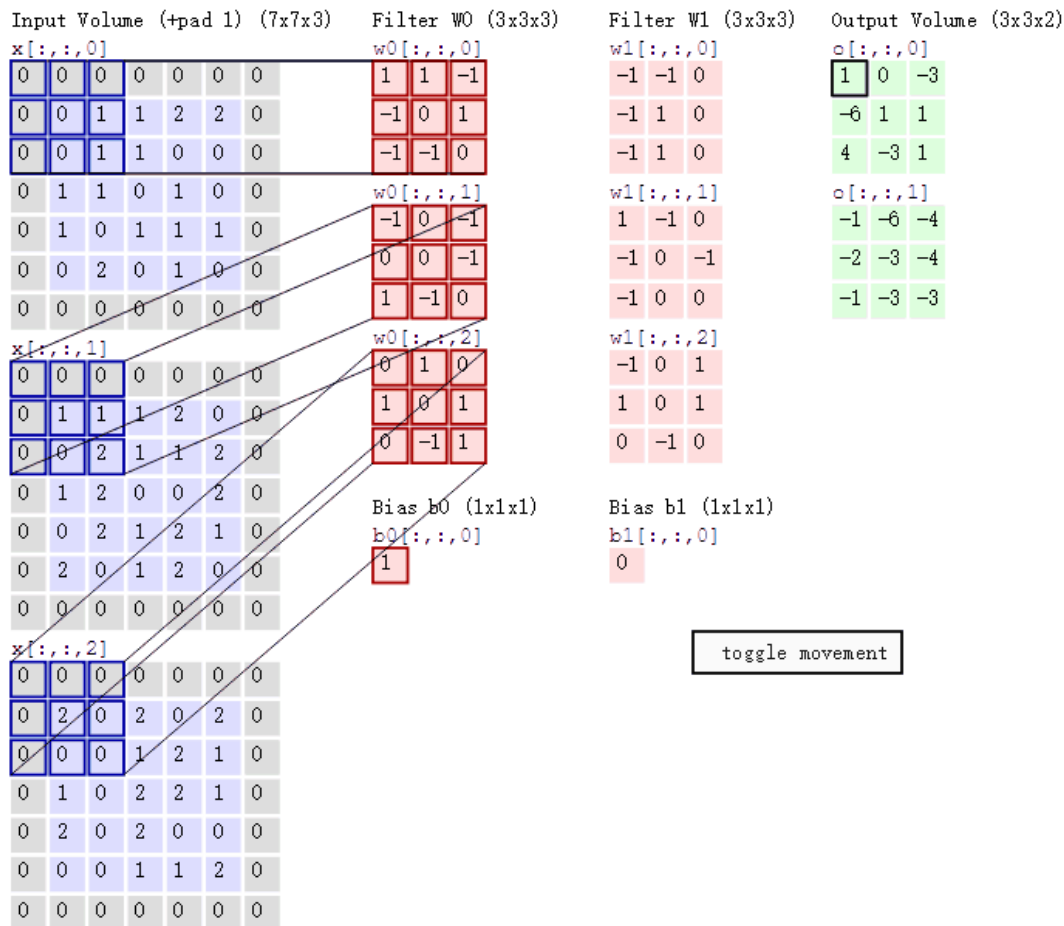 Input Volume (+pad 1) (7x7x3)
x[:,:,0]
0 0 0 0 0 0 0
0 0 1 1 2 2 0
0 0 1 1 0 0 0
0 1 1 0 1 0 0
0 1 0 1 1 1 0
0 0 2 0 1 0 0
0 0 0 0 0 0 0
x[:,:,1]
0 0 0 0 0 0 0
0 1 1 1 2 0 0
0 0 2 1 1 2 0
0 1 2 0 0 2 0
0 0 2 1 2 1 0
0 2 0 1 2 0 0
0 0 0 0 0 0 0
x[:,:,2]
0 0 0 0 0 0 0
0 2 0 2 0 2 0
0 0 0 1 2 1 0
0 1 0 2 2 1 0
0 2 0 2 0 0 0
0 0 0 1 1 2 0
0 0 0 0 0 0 0
Filter W0 (3x3x3)
w0[:,:,0]
1 1 -1
-1 0 1
-1 -1 0
w0[:,:,1]
-1 0 -1
0 0 -1
1 -1 0
w0[:,:,2]
0 1 0
1 0 1
0 -1 1
Bias b0 (1x1x1)
b0[:,:,0]
1
Filter W1 (3x3x3)
w1[:,:,0]
-1 -1 0
-1 1 0
-1 1 0
w1[:,:,1]
1 -1 0
-1 0 -1
-1 0 0
w1[:,:,2]
-1 0 1
1 0 1
0 -1 0
Bias b1 (1x1x1)
b1[:,:,0]
0
Output Volume (3x3x2)
o[:,:,0]
1 0 -3
-6 1 1
4 -3 1
o[:,:,1]
-1 -6 -4
-2 -3 -4
-1 -3 -3
toggle movement